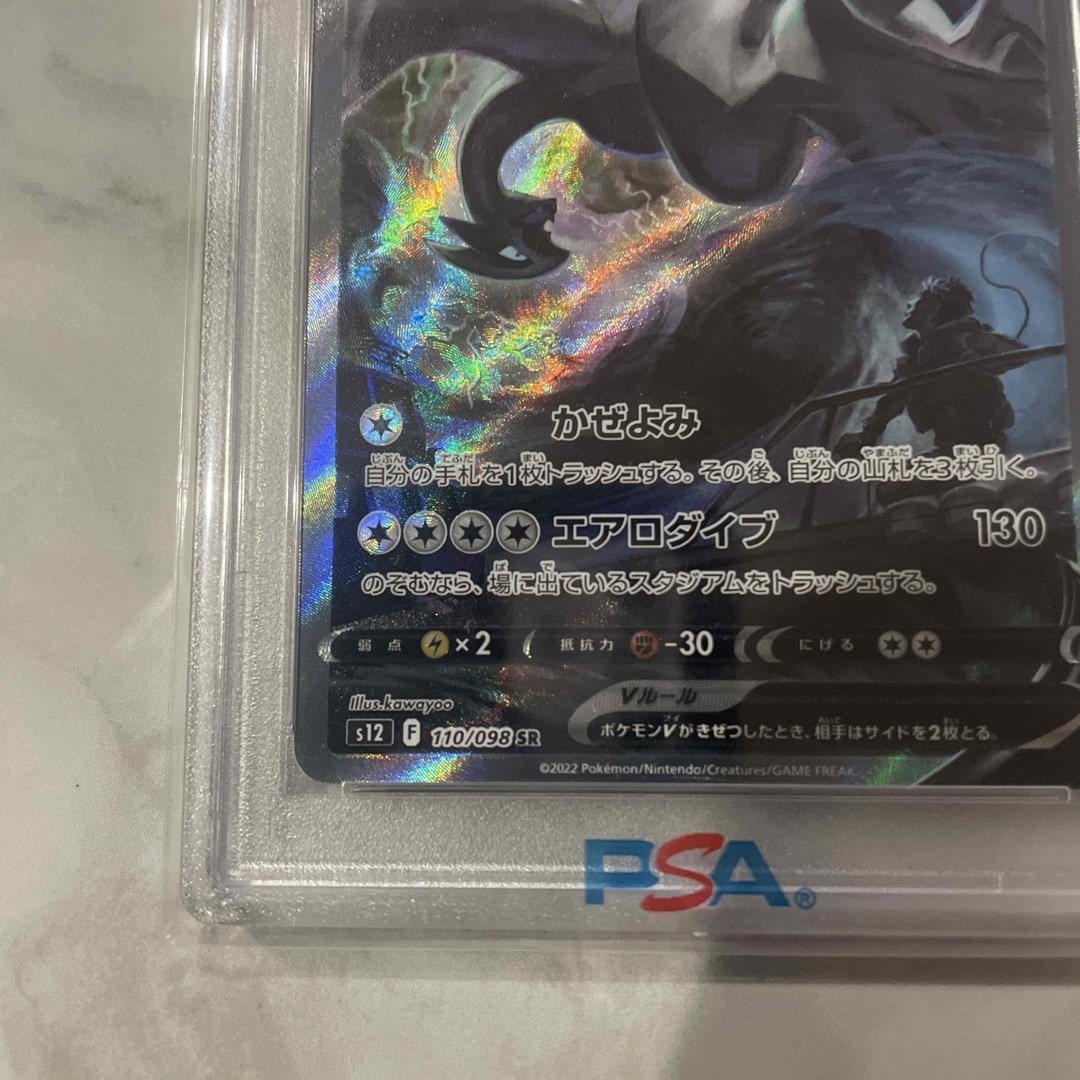 かぜよみ
自分の手札を1枚トラッシュする。その後、自分の山札を3枚引く。
エアロダイブ 130
のぞむなら、場に出ているスタジアムをトラッシュする。
弱点 ×2 抵抗力 -30 にげる
Illus.kawayoo
Vルール
s12 F 110/098 SR
ポケモンVがきぜつしたとき、相手はサイドを2枚とる。
©2022 Pokémon/Nintendo/Creatures/GAME FREAK
PSA®